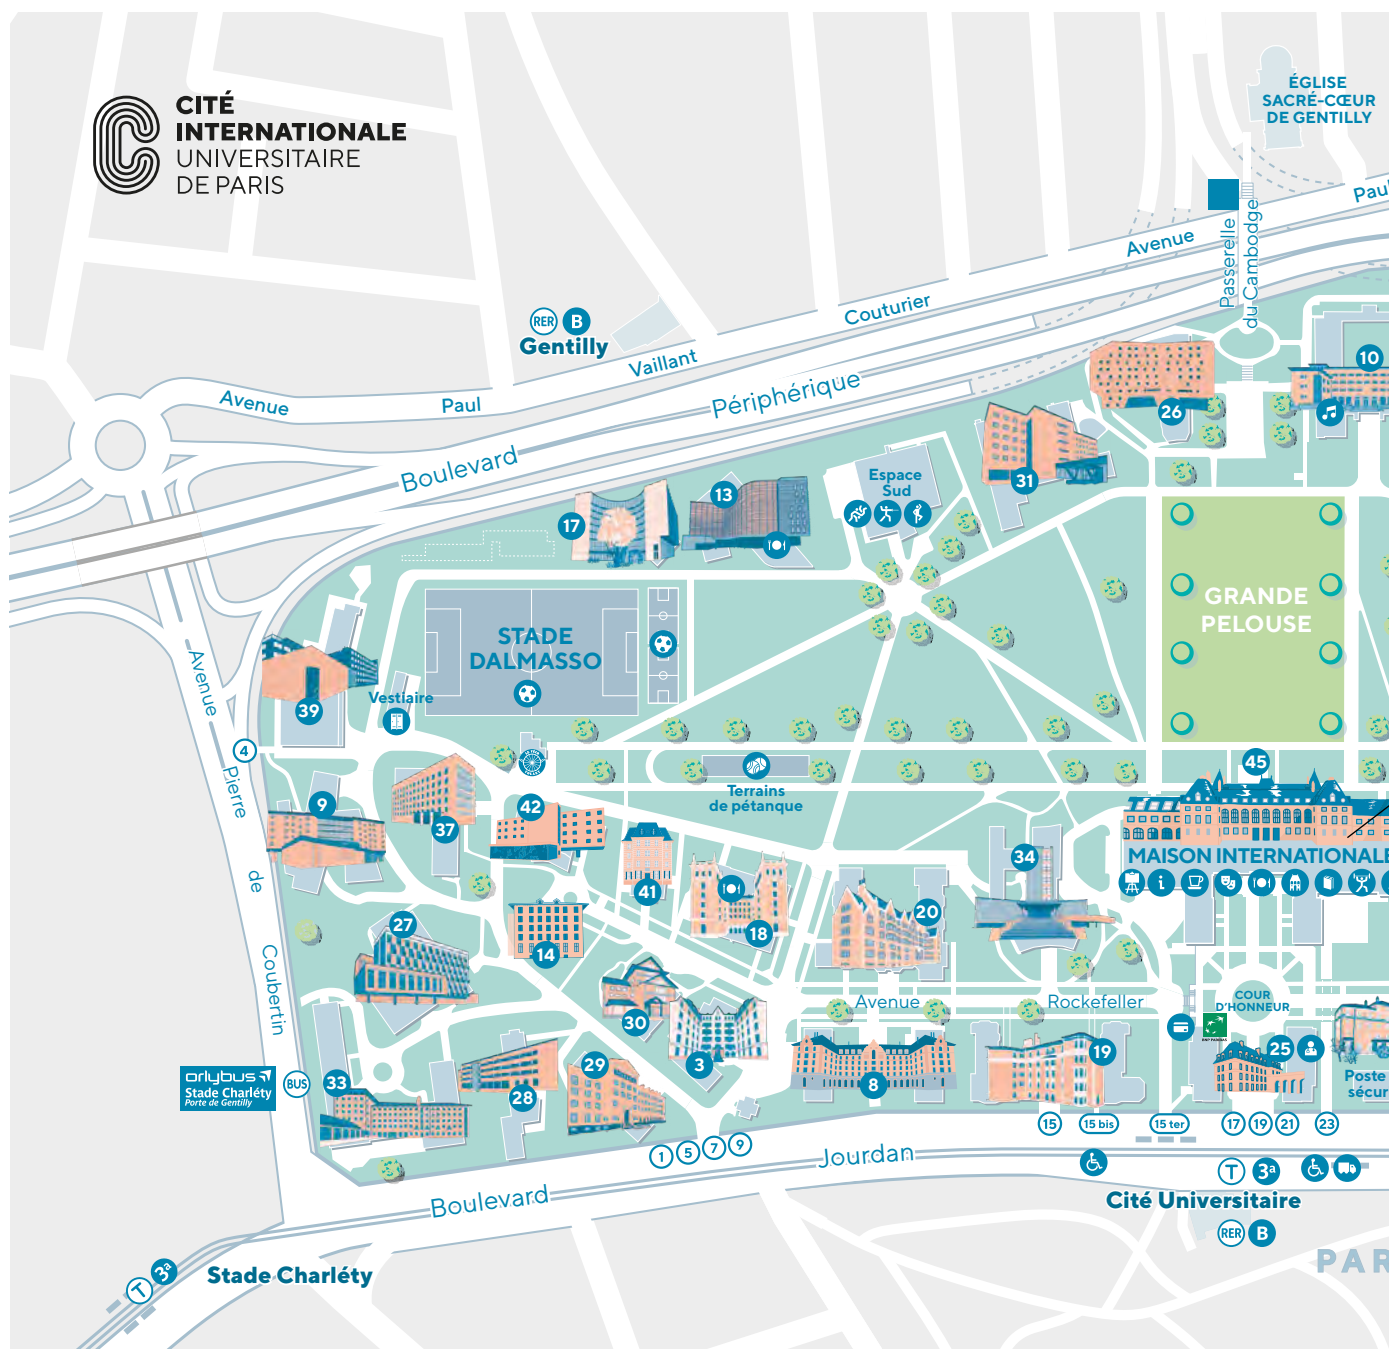 CITÉ
INTERNATIONALE
UNIVERSITAIRE
DE PARIS
ÉGLISE
SACRÉ-CŒUR
DE GENTILLY
Passerelle
du Cambodge
Avenue
Paul
Vaillant
Couturier
Avenue
Paul
RER B
Gentilly
Boulevard
Périphérique
10
26
31
13
17
Espace
Sud
GRANDE
PELOUSE
STADE
DALMASSO
Vestiaire
39
4
Avenue
Pierre
de
Coubertin
9
37
42
41
Terrains
de pétanque
45
MAISON INTERNATIONALE
i
34
27
14
18
20
30
3
Avenue
Rockefeller
COUR
D'HONNEUR
BNP PARIBAS
25
8
19
33
28
29
Poste
orlybus
Stade Charléty
Porte de Gentilly
BUS
1
5
7
9
15
15 bis
15 ter
17
19
21
23
Boulevard
Jourdan
T 3a
Cité Universitaire
RER B
T 3a
Stade Charléty